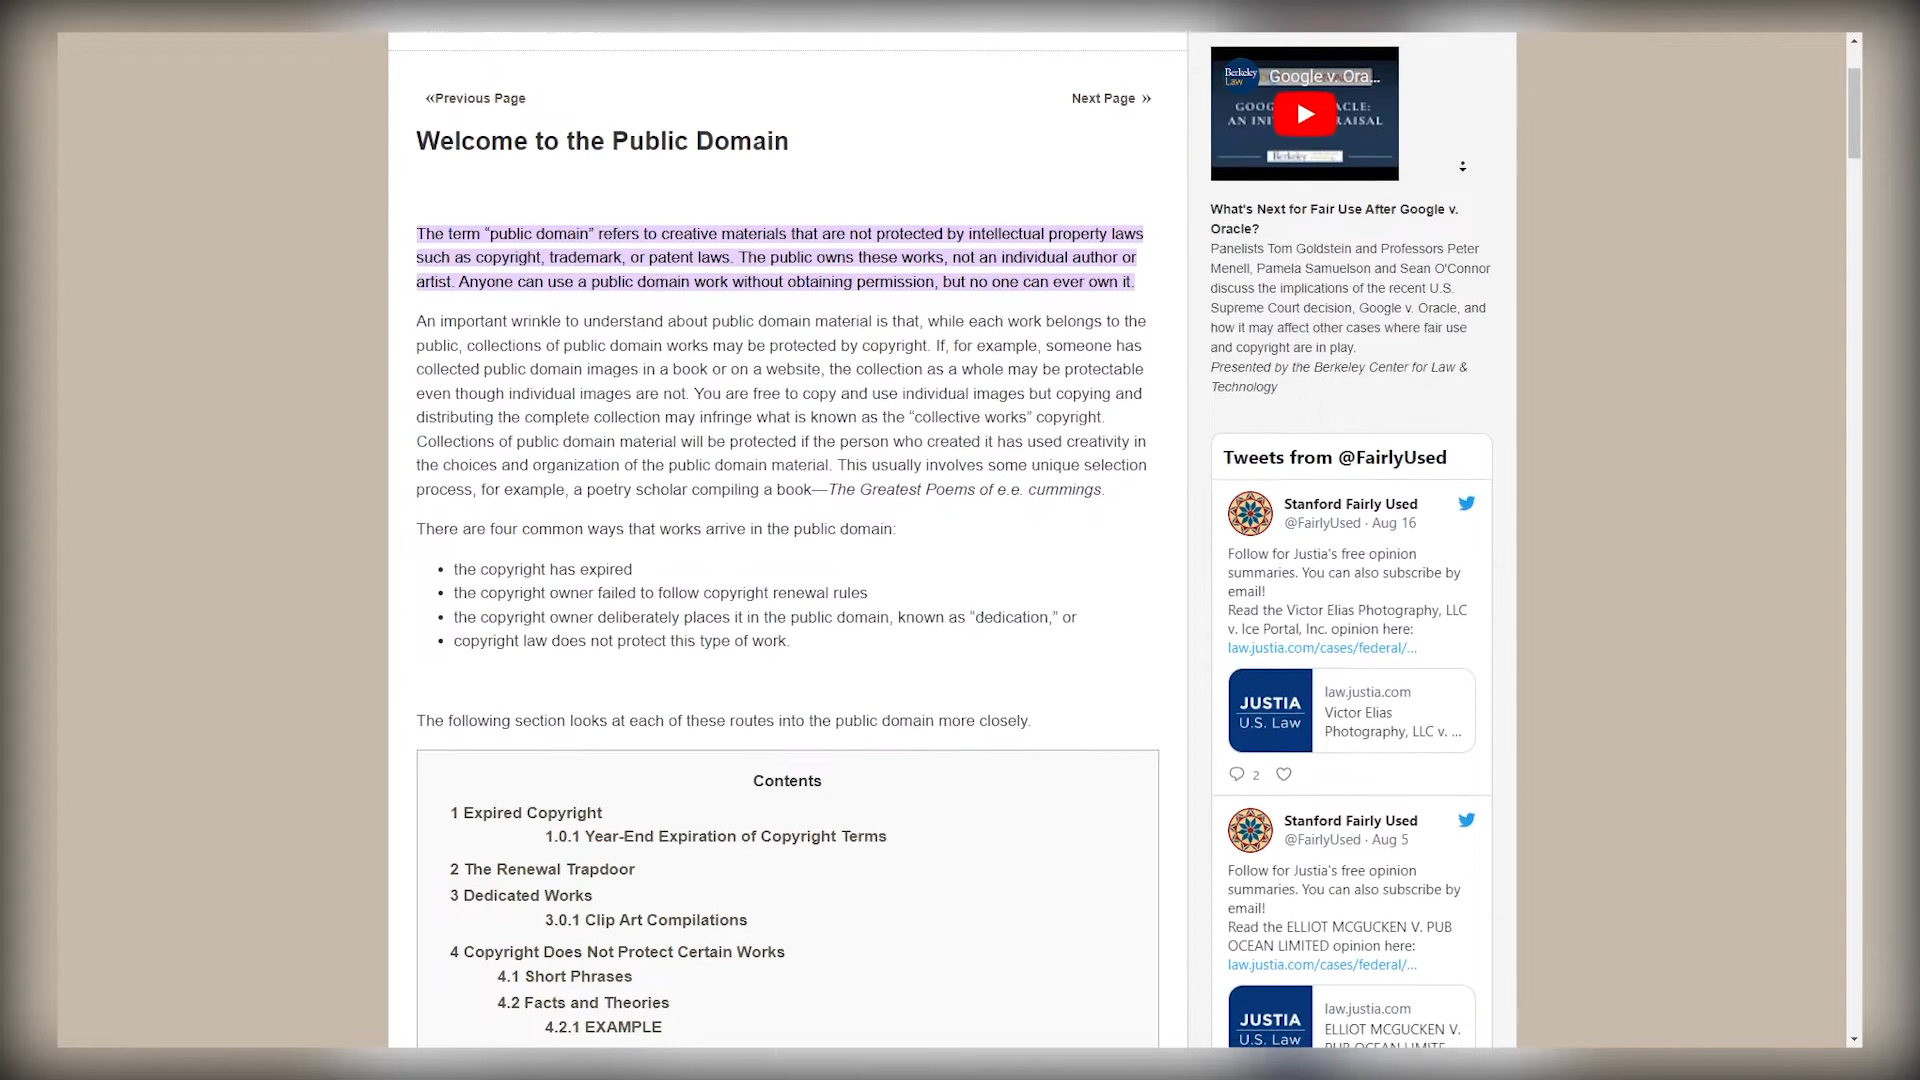 «Previous Page
Next Page »
Welcome to the Public Domain
The term “public domain” refers to creative materials that are not protected by intellectual property laws
such as copyright, trademark, or patent laws. The public owns these works, not an individual author or
artist. Anyone can use a public domain work without obtaining permission, but no one can ever own it.
An important wrinkle to understand about public domain material is that, while each work belongs to the
public, collections of public domain works may be protected by copyright. If, for example, someone has
collected public domain images in a book or on a website, the collection as a whole may be protectable
even though individual images are not. You are free to copy and use individual images but copying and
distributing the complete collection may infringe what is known as the “collective works” copyright.
Collections of public domain material will be protected if the person who created it has used creativity in
the choices and organization of the public domain material. This usually involves some unique selection
process, for example, a poetry scholar compiling a book—The Greatest Poems of e.e. cummings.
There are four common ways that works arrive in the public domain:
• the copyright has expired
• the copyright owner failed to follow copyright renewal rules
• the copyright owner deliberately places it in the public domain, known as “dedication,” or
• copyright law does not protect this type of work.
The following section looks at each of these routes into the public domain more closely.
Contents
1 Expired Copyright
1.0.1 Year-End Expiration of Copyright Terms
2 The Renewal Trapdoor
3 Dedicated Works
3.0.1 Clip Art Compilations
4 Copyright Does Not Protect Certain Works
4.1 Short Phrases
4.2 Facts and Theories
4.2.1 EXAMPLE
Berkeley
Law
Google v. Ora...
GOOG ACLE:
AN INI RAISAL
Berkeley
What's Next for Fair Use After Google v.
Oracle?
Panelists Tom Goldstein and Professors Peter
Menell, Pamela Samuelson and Sean O'Connor
discuss the implications of the recent U.S.
Supreme Court decision, Google v. Oracle, and
how it may affect other cases where fair use
and copyright are in play.
Presented by the Berkeley Center for Law &
Technology
Tweets from @FairlyUsed
Stanford Fairly Used
@FairlyUsed · Aug 16
Follow for Justia's free opinion
summaries. You can also subscribe by
email!
Read the Victor Elias Photography, LLC
v. Ice Portal, Inc. opinion here:
law.justia.com/cases/federal/...
JUSTIA
U.S. Law
law.justia.com
Victor Elias
Photography, LLC v. ...
2
Stanford Fairly Used
@FairlyUsed · Aug 5
Follow for Justia's free opinion
summaries. You can also subscribe by
email!
Read the ELLIOT MCGUCKEN V. PUB
OCEAN LIMITED opinion here:
law.justia.com/cases/federal/...
JUSTIA
U.S. Law
law.justia.com
ELLIOT MCGUCKEN V.
PUB OCEAN LIMITE